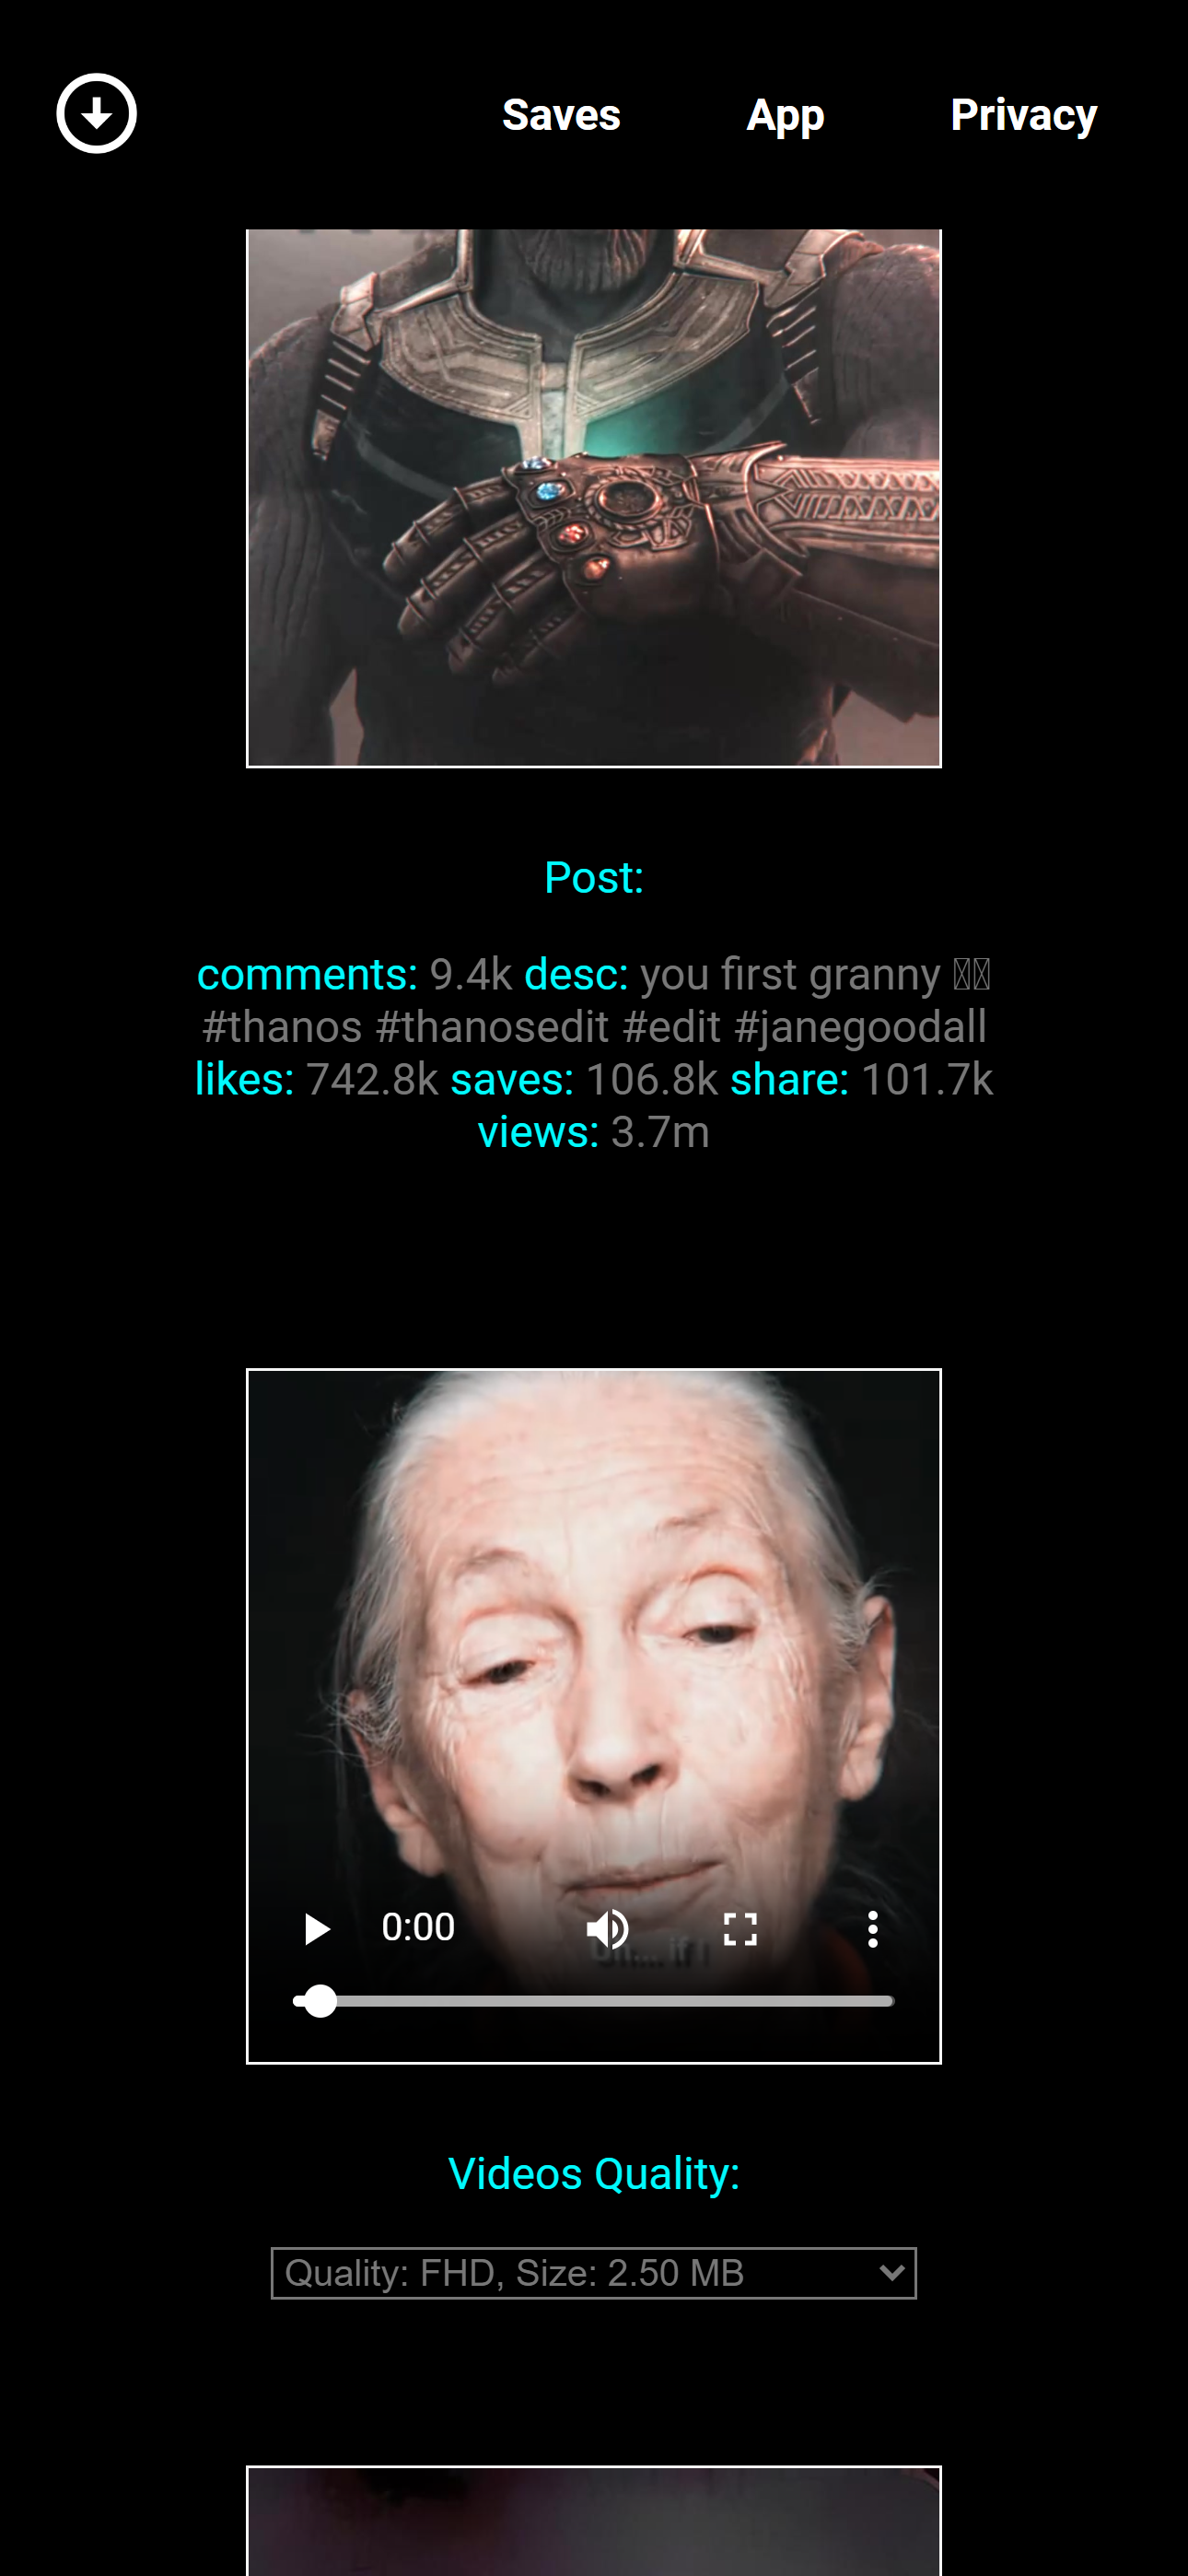 Saves App Privacy
Post:
comments: 9.4k desc: you first granny
#thanos #thanosedit #edit #janegoodall
likes: 742.8k saves: 106.8k share: 101.7k
views: 3.7m
0:00
Videos Quality:
Quality: FHD, Size: 2.50 MB